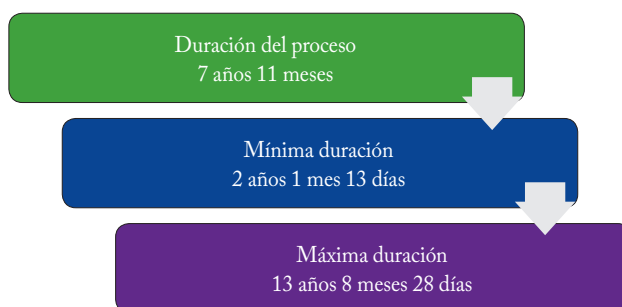 Duración del proceso
7 años 11 meses
Mínima duración
2 años 1 mes 13 días
Máxima duración
13 años 8 meses 28 días